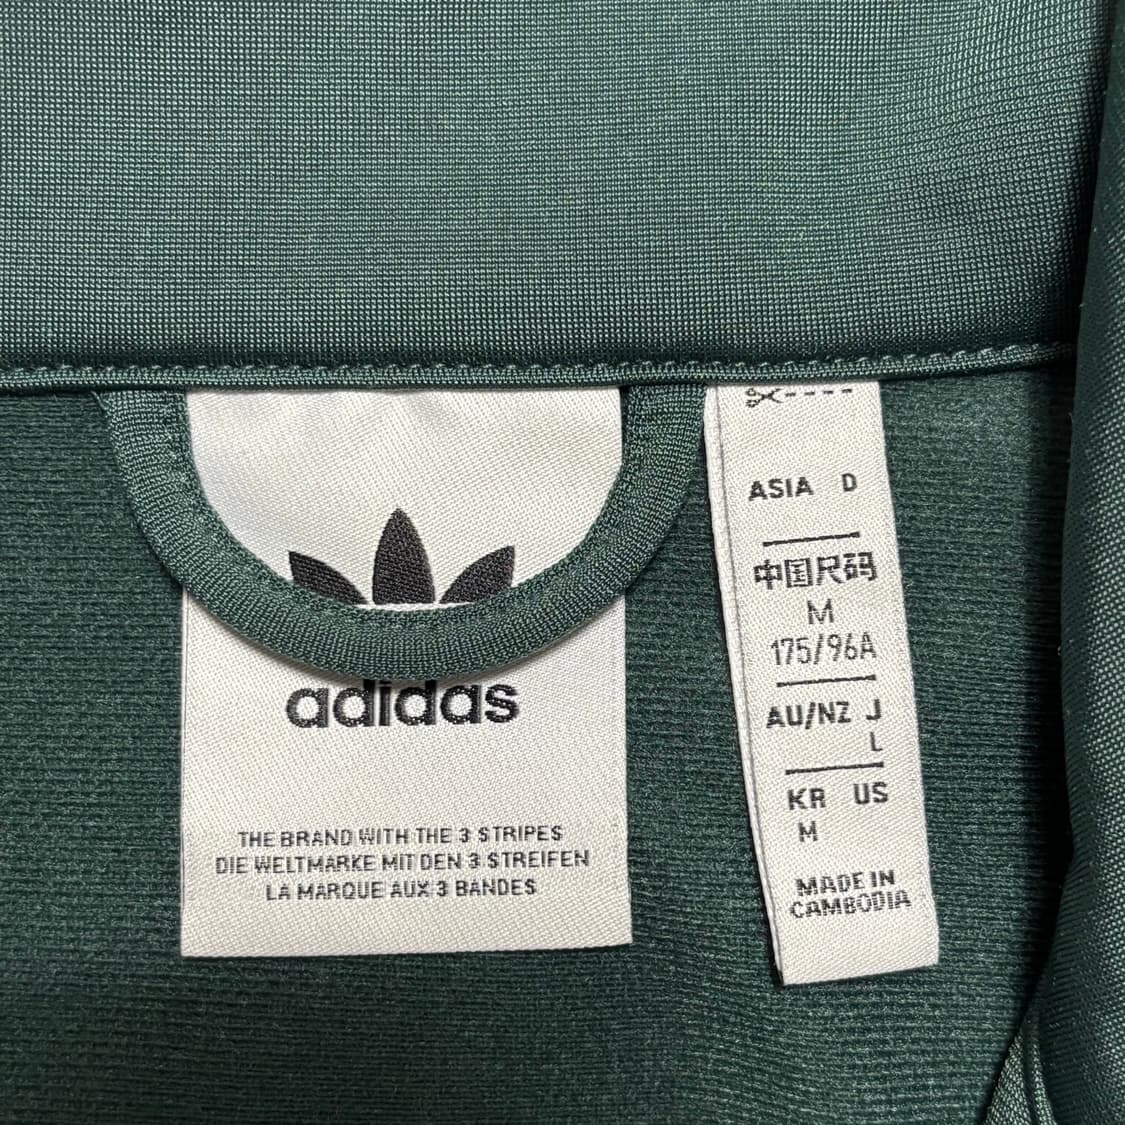 adidas
THE BRAND WITH THE 3 STRIPES
DIE WELTMARKE MIT DEN 3 STREIFEN
LA MARQUE AUX 3 BANDES
ASIA D
中国尺码
M
175/96A
AU/NZ J
L
KR US
M
MADE IN
CAMBODIA